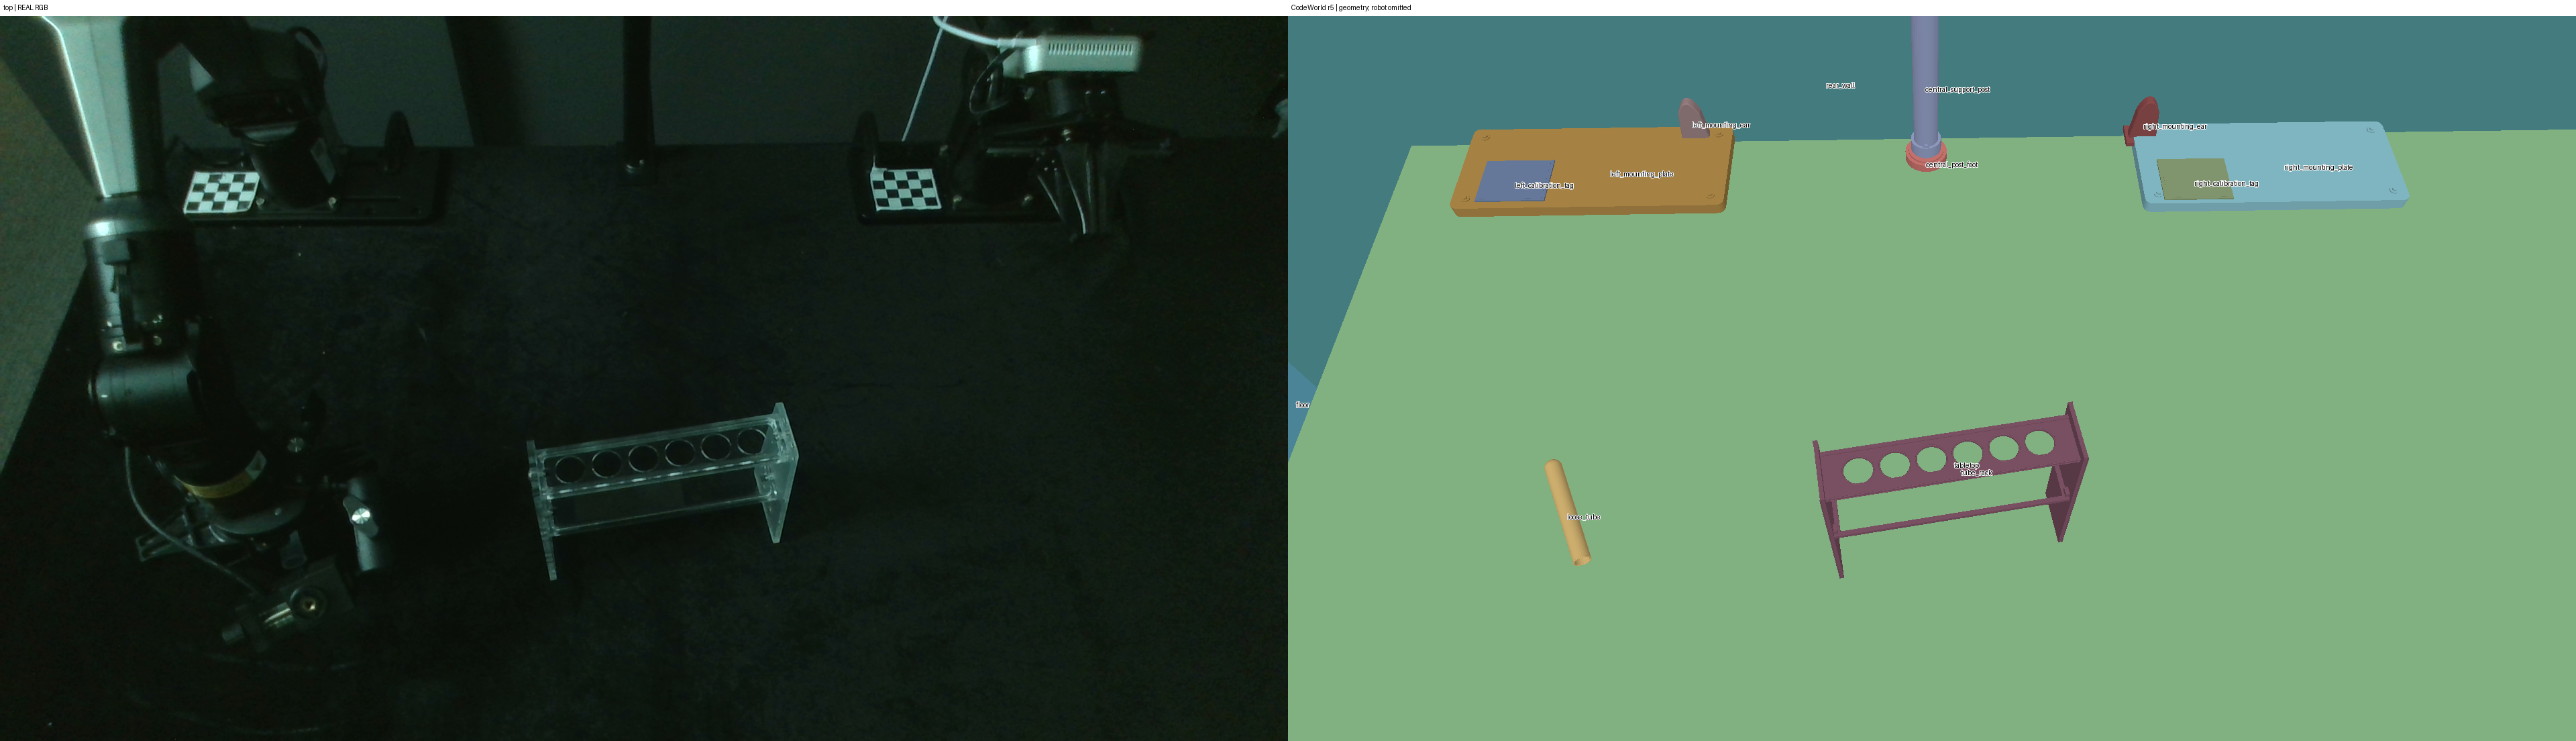 top | REAL RGB
CodeWorld r5 | geometry, robot omitted
rear_wall
central_support_post
left_mounting_ear
right_mounting_ear
central_post_foot
left_mounting_plate
right_mounting_plate
left_calibration_tag
right_calibration_tag
floor
tabletop
tube_rack
loose_tube